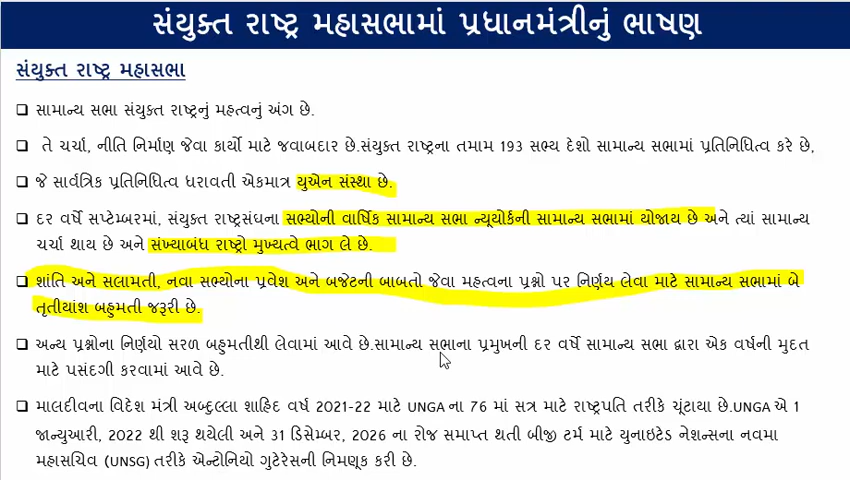 સંયુક્ત રાષ્ટ્ર મહાસભામાં પ્રધાનમંત્રીનું ભાષણ
સંયુક્ત રાષ્ટ્ર મહાસભા
❑ સામાન્ય સભા સંયુક્ત રાષ્ટ્રનું મહત્વનું અંગ છે.
❑ તે ચર્ચા, નીતિ નિર્માણ જેવા કાર્યો માટે જવાબદાર છે.સંયુક્ત રાષ્ટ્રના તમામ 193 સભ્ય દેશો સામાન્ય સભામાં પ્રતિનિધિત્વ કરે છે,
❑ જે સાર્વત્રિક પ્રતિનિધિત્વ ધરાવતી એકમાત્ર યુએન સંસ્થા છે.
❑ દર વર્ષે સપ્ટેમ્બરમાં, સંયુક્ત રાષ્ટ્રસંઘના સભ્યોની વાર્ષિક સામાન્ય સભા ન્યૂયોર્કની સામાન્ય સભામાં યોજાય છે અને ત્યાં સામાન્ય
ચર્ચા થાય છે અને સંખ્યાબંધ રાષ્ટ્રો મુખ્યત્વે ભાગ લે છે.
❑ શાંતિ અને સલામતી, નવા સભ્યોના પ્રવેશ અને બજેટની બાબતો જેવા મહત્વના પ્રશ્નો પર નિર્ણય લેવા માટે સામાન્ય સભામાં બે
તૃતીયાંશ બહુમતી જરૂરી છે.
❑ અન્ય પ્રશ્નોના નિર્ણયો સરળ બહુમતીથી લેવામાં આવે છે.સામાન્ય સભાના પ્રમુખની દર વર્ષે સામાન્ય સભા દ્વારા એક વર્ષની મુદત
માટે પસંદગી કરવામાં આવે છે.
❑ માલદીવના વિદેશ મંત્રી અબ્દુલ્લા શાહિદ વર્ષ 2021-22 માટે UNGA ના 76 માં સત્ર માટે રાષ્ટ્રપતિ તરીકે ચૂંટાયા છે.UNGA એ 1
જાન્યુઆરી, 2022 થી શરૂ થયેલી અને 31 ડિસેમ્બર, 2026 ના રોજ સમાપ્ત થતી બીજી ટર્મ માટે યુનાઇટેડ નેશન્સના નવમા
મહાસચિવ (UNSG) તરીકે એન્ટોનિયો ગુટેરેસની નિમણૂક કરી છે.